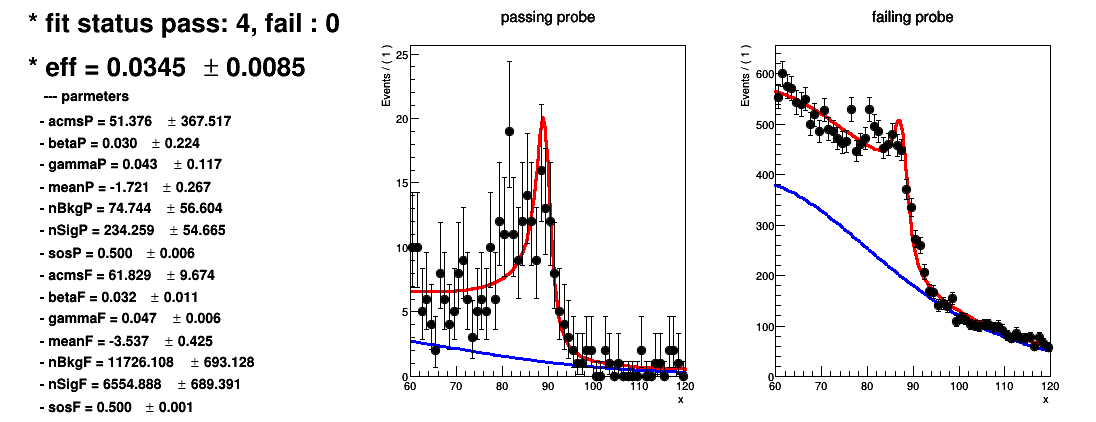 * fit status pass: 4, fail : 0
* eff = 0.0345 ± 0.0085
--- parmeters
- acmsP = 51.376 ± 367.517
- betaP = 0.030 ± 0.224
- gammaP = 0.043 ± 0.117
- meanP = -1.721 ± 0.267
- nBkgP = 74.744 ± 56.604
- nSigP = 234.259 ± 54.665
- sosP = 0.500 ± 0.006
- acmsF = 61.829 ± 9.674
- betaF = 0.032 ± 0.011
- gammaF = 0.047 ± 0.006
- meanF = -3.537 ± 0.425
- nBkgF = 11726.108 ± 693.128
- nSigF = 6554.888 ± 689.391
- sosF = 0.500 ± 0.001
passing probe
Events / ( 1 )
25
20
15
10
5
0
60 70 80 90 100 110 120
x
failing probe
Events / ( 1 )
600
500
400
300
200
100
0
60 70 80 90 100 110 120
x